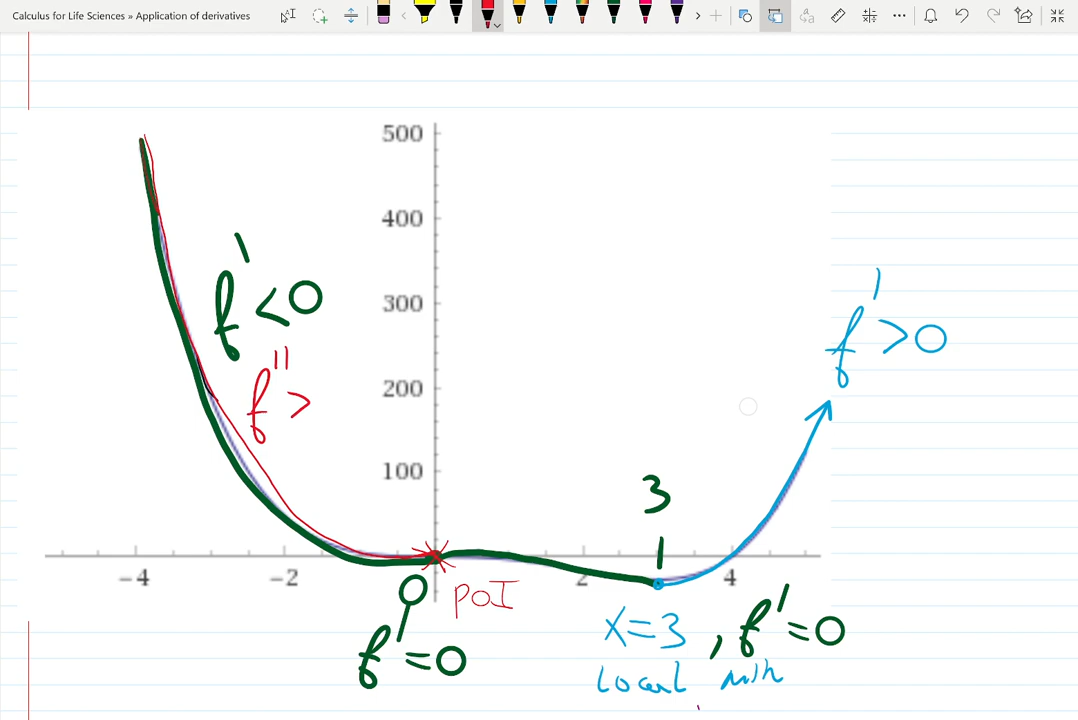 Calculus for Life Sciences » Application of derivatives
500
400
300
200
100
-4
-2
2
4
f' < 0
f'' >
f' > 0
3
0
POI
f' = 0
x = 3, f' = 0
local min